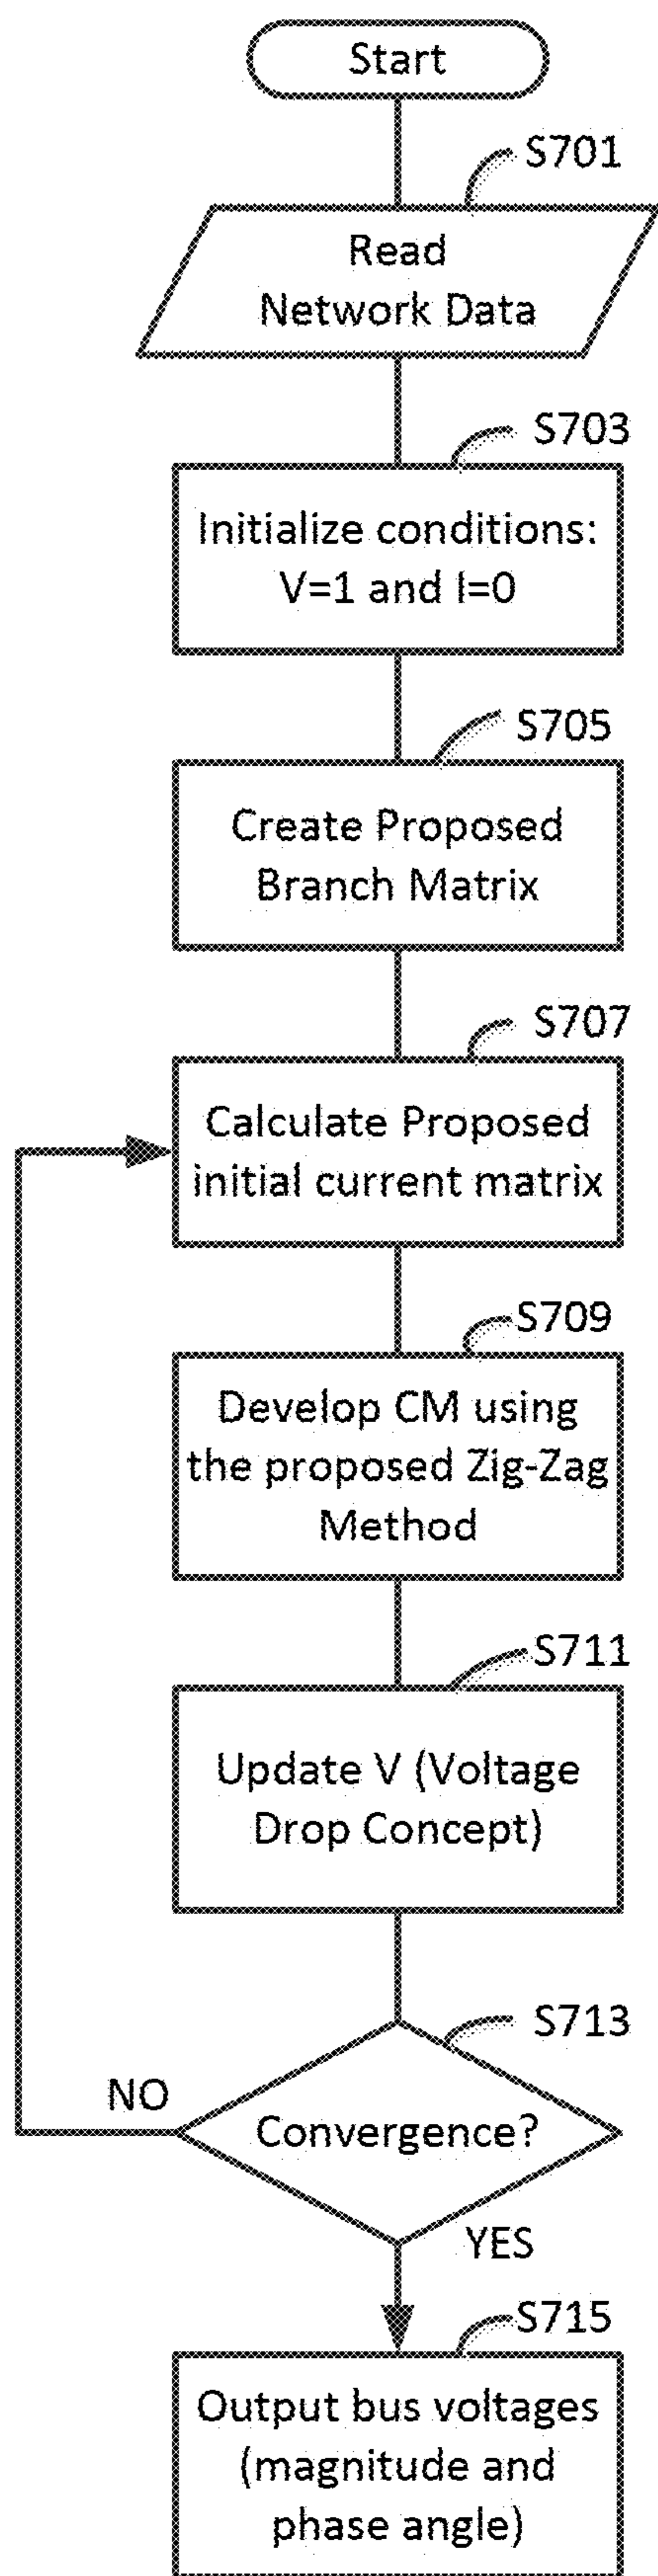 Start
S701
Read
Network Data
S703
Initialize conditions:
V=1 and I=0
S705
Create Proposed
Branch Matrix
S707
Calculate Proposed
initial current matrix
S709
Develop CM using
the proposed Zig-Zag
Method
S711
Update V (Voltage
Drop Concept)
S713
NO
Convergence?
YES
S715
Output bus voltages
(magnitude and
phase angle)